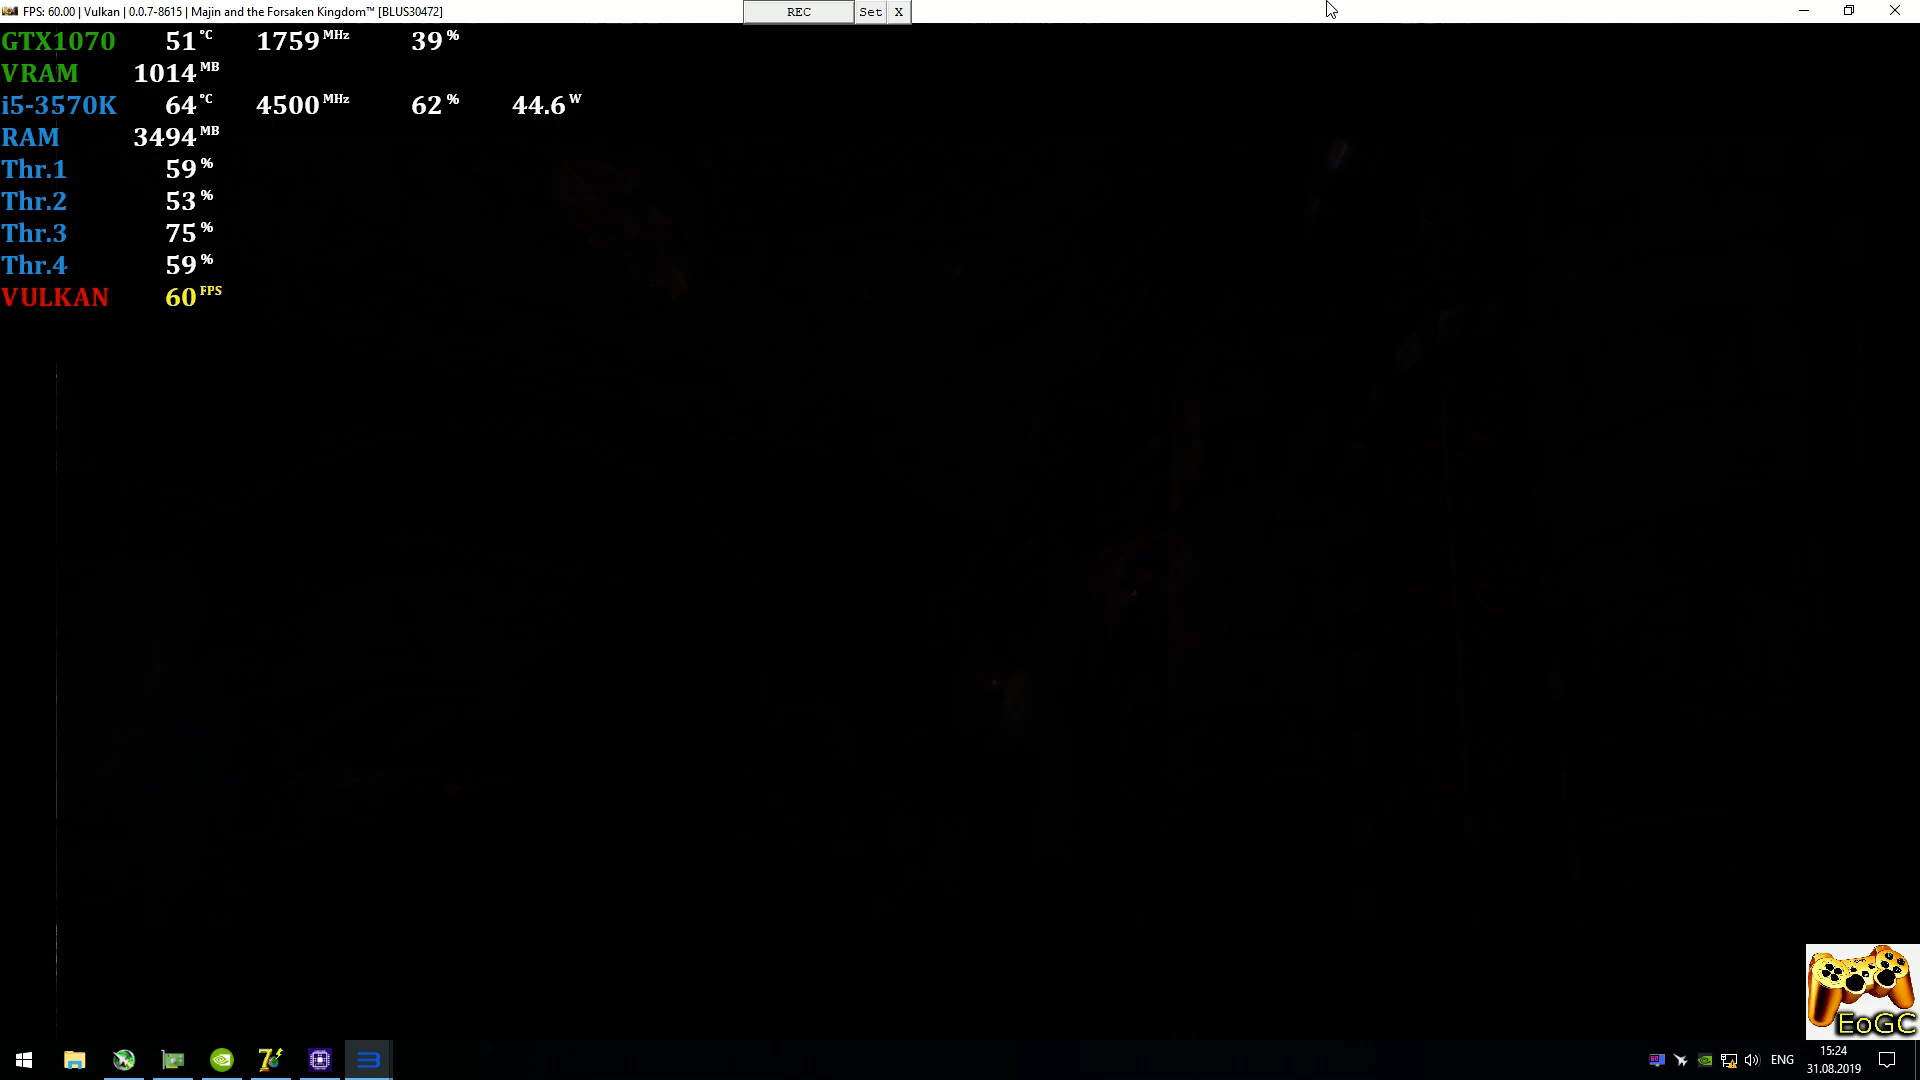 FPS: 60.00 | Vulkan | 0.0.7-8615 | Majin and the Forsaken Kingdom™ [BLUS30472]
REC Set X
GTX1070 51 °C 1759 MHz 39 %
VRAM 1014 MB
i5-3570K 64 °C 4500 MHz 62 % 44.6 W
RAM 3494 MB
Thr.1 59 %
Thr.2 53 %
Thr.3 75 %
Thr.4 59 %
VULKAN 60 FPS
EoGC
ENG
15:24
31.08.2019